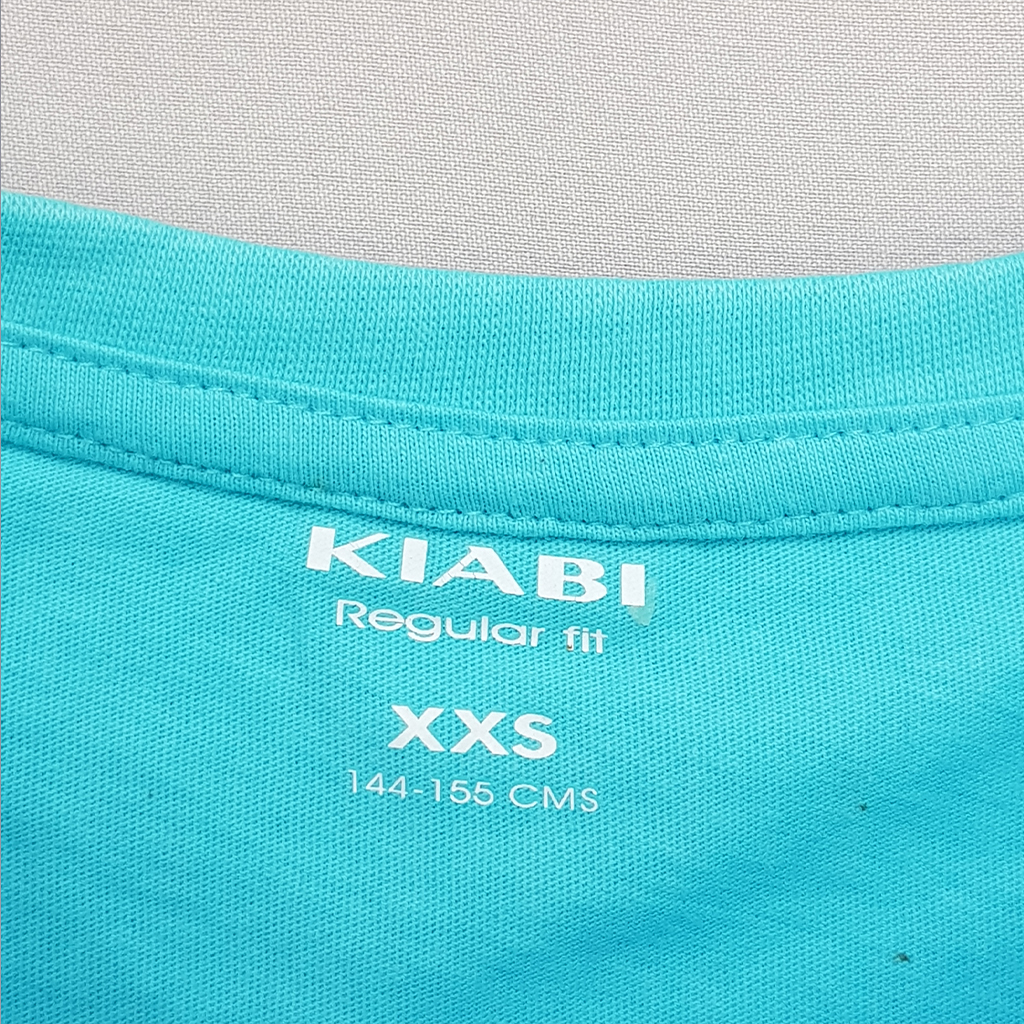 KIABI
Regular fit
XXS
144-155 CMS